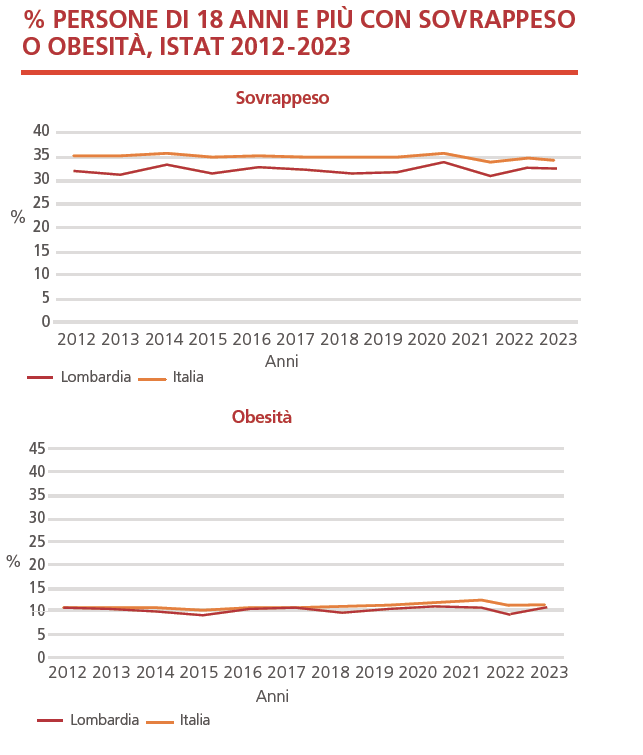 % PERSONE DI 18 ANNI E PIÙ CON SOVRAPPESO
O OBESITÀ, ISTAT 2012-2023
Sovrappeso
40
35
30
25
%
20
15
10
5
0
2012 2013 2014 2015 2016 2017 2018 2019 2020 2021 2022 2023
Anni
Lombardia Italia
Obesità
45
40
35
30
25
%
20
15
10
5
0
2012 2013 2014 2015 2016 2017 2018 2019 2020 2021 2022 2023
Anni
Lombardia Italia